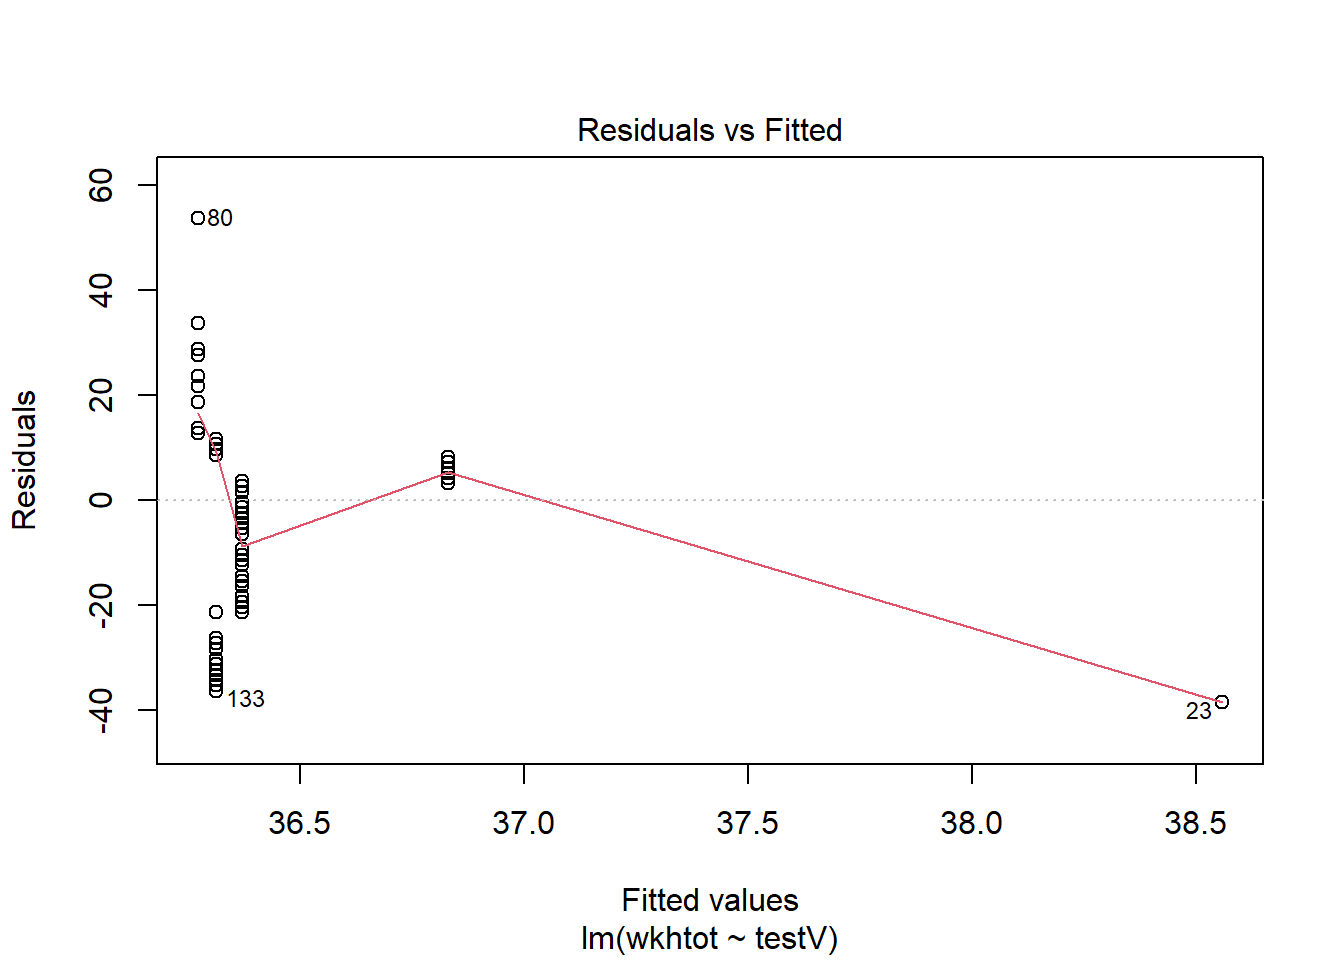 Residuals vs Fitted
60
40
20
0
-20
-40
Residuals
80
133
23
36.5 37.0 37.5 38.0 38.5
Fitted values
lm(wkhtot ~ testV)